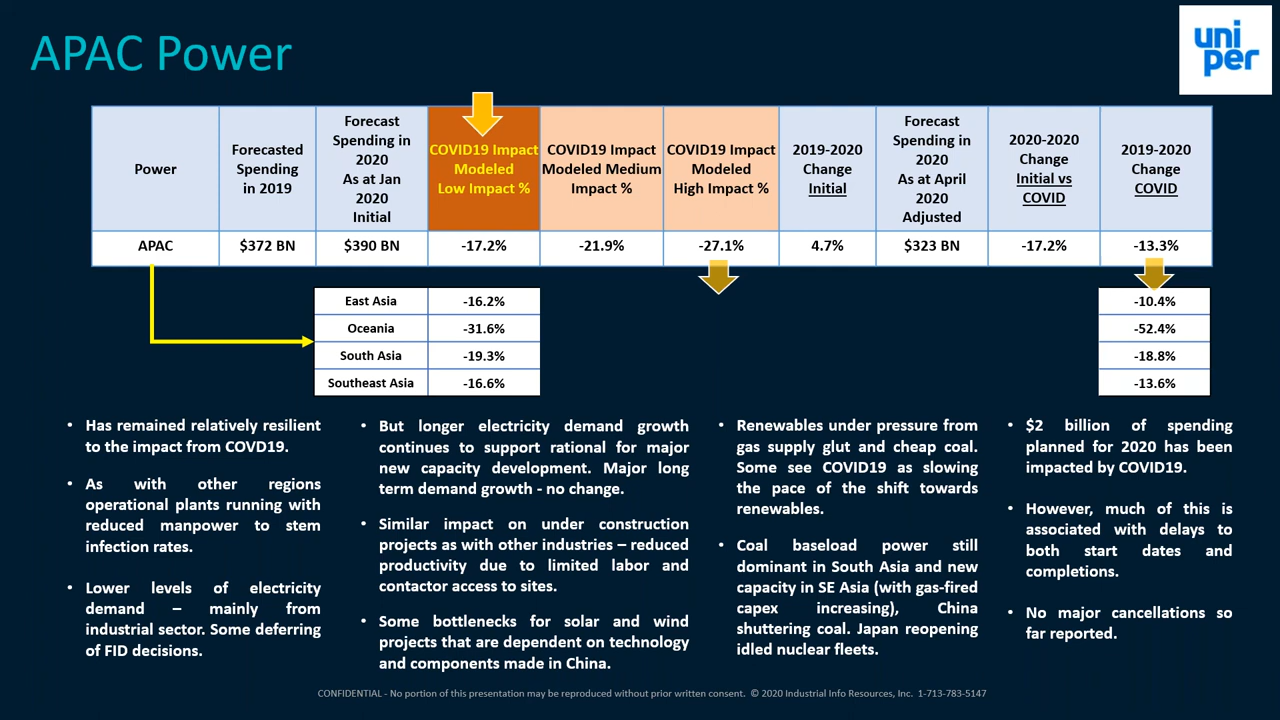 APAC Power
uni
per
Power
Forecasted
Spending
in 2019
Forecast
Spending in
2020
As at Jan
2020
Initial
COVID19 Impact
Modeled
Low Impact %
COVID19 Impact
Modeled Medium
Impact %
COVID19 Impact
Modeled
High Impact %
2019-2020
Change
Initial
Forecast
Spending in
2020
As at April
2020
Adjusted
2020-2020
Change
Initial vs
COVID
2019-2020
Change
COVID
APAC $372 BN $390 BN -17.2% -21.9% -27.1% 4.7% $323 BN -17.2% -13.3%
East Asia -16.2% -10.4%
Oceania -31.6% -52.4%
South Asia -19.3% -18.8%
Southeast Asia -16.6% -13.6%
• Has remained relatively resilient
to the impact from COVD19.
• As with other regions
operational plants running with
reduced manpower to stem
infection rates.
• Lower levels of electricity
demand – mainly from
industrial sector. Some deferring
of FID decisions.
• But longer electricity demand growth
continues to support rational for major
new capacity development. Major long
term demand growth - no change.
• Similar impact on under construction
projects as with other industries – reduced
productivity due to limited labor and
contactor access to sites.
• Some bottlenecks for solar and wind
projects that are dependent on technology
and components made in China.
• Renewables under pressure from
gas supply glut and cheap coal.
Some see COVID19 as slowing
the pace of the shift towards
renewables.
• Coal baseload power still
dominant in South Asia and new
capacity in SE Asia (with gas-fired
capex increasing), China
shuttering coal. Japan reopening
idled nuclear fleets.
• $2 billion of spending
planned for 2020 has been
impacted by COVID19.
• However, much of this is
associated with delays to
both start dates and
completions.
• No major cancellations so
far reported.
CONFIDENTIAL - No portion of this presentation may be reproduced without prior written consent. © 2020 Industrial Info Resources, Inc. 1-713-783-5147